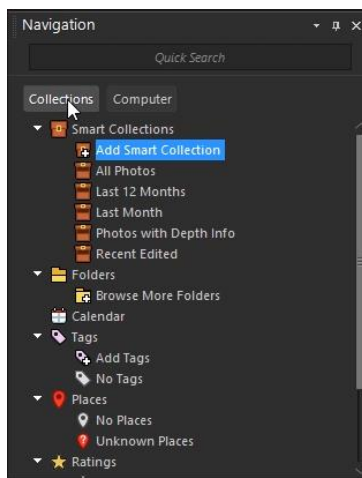 Navigation
Quick Search
Collections Computer
Smart Collections
Add Smart Collection
All Photos
Last 12 Months
Last Month
Photos with Depth Info
Recent Edited
Folders
Browse More Folders
Calendar
Tags
Add Tags
No Tags
Places
No Places
Unknown Places
Ratings